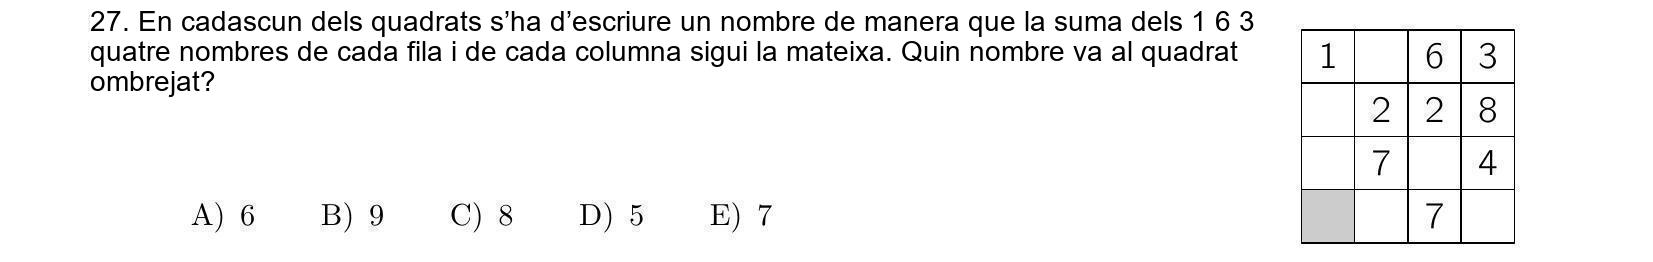 27. En cadascun dels quadrats s’ha d’escriure un nombre de manera que la suma dels 1 6 3
quatre nombres de cada fila i de cada columna sigui la mateixa. Quin nombre va al quadrat
ombrejat?
1 6 3
2 2 8
7 4
7
A) 6 B) 9 C) 8 D) 5 E) 7